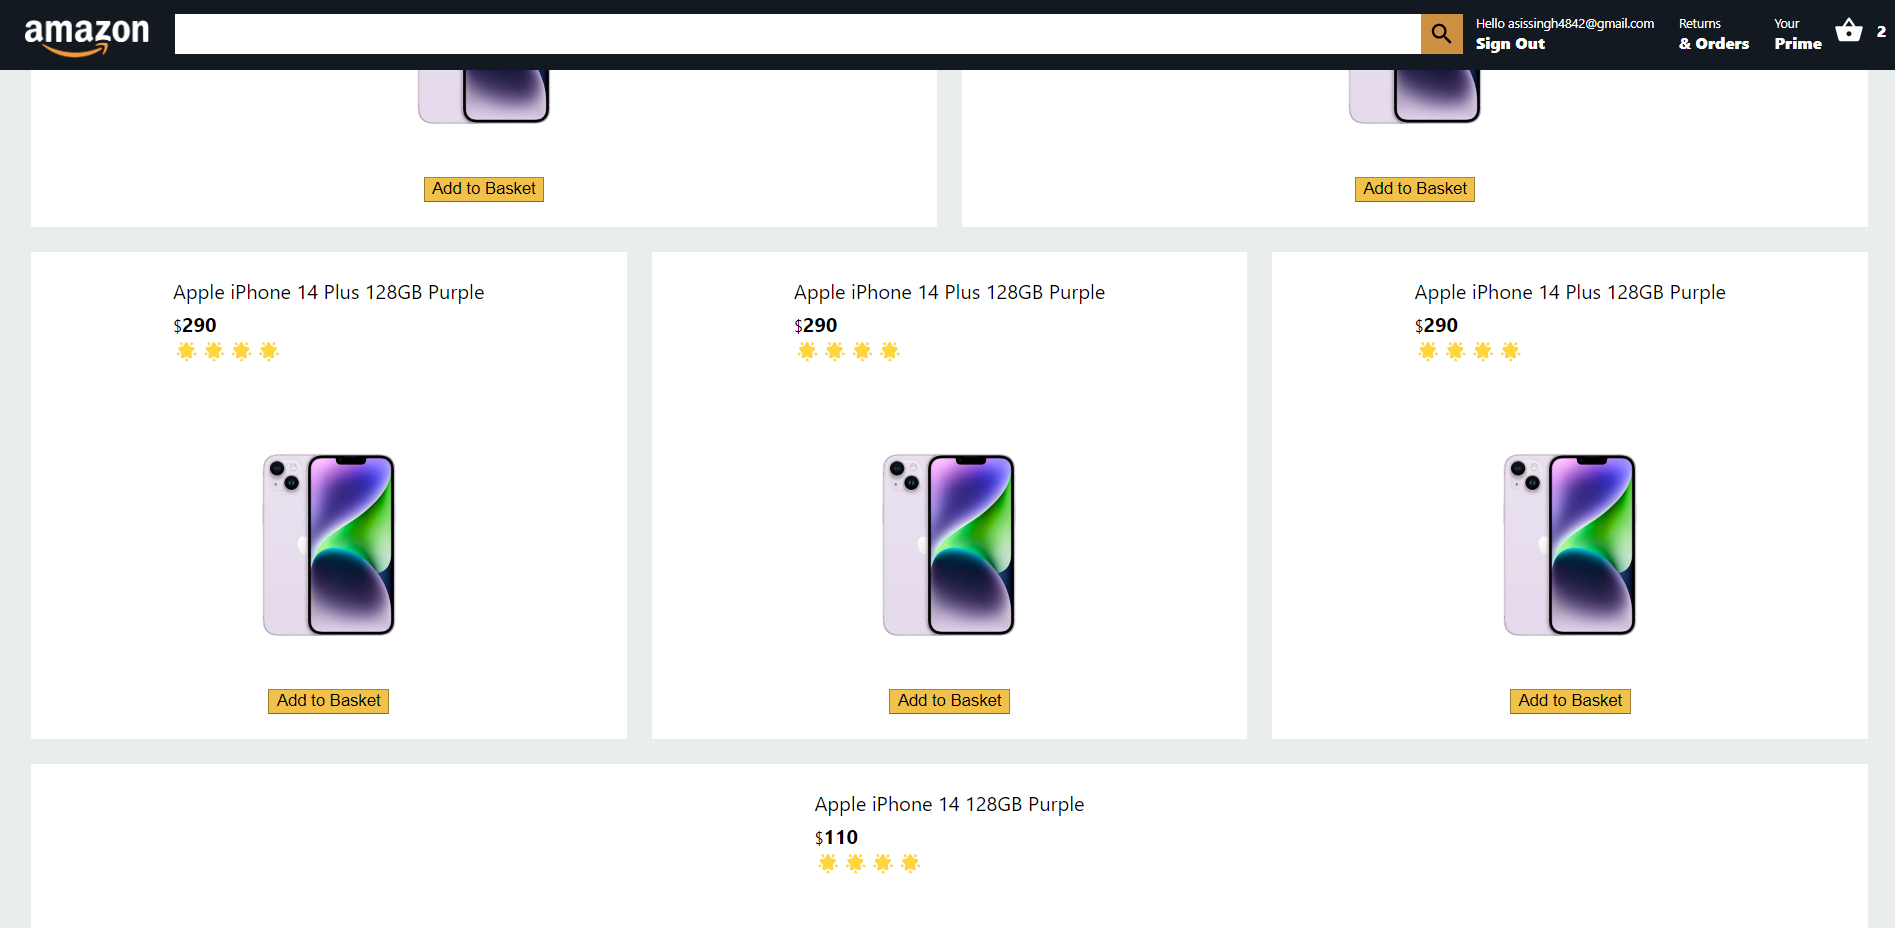 amazon
Hello asissingh4842@gmail.com
Sign Out
Returns
& Orders
Your
Prime
2
Add to Basket
Add to Basket
Apple iPhone 14 Plus 128GB Purple
$290
Add to Basket
Apple iPhone 14 Plus 128GB Purple
$290
Add to Basket
Apple iPhone 14 Plus 128GB Purple
$290
Add to Basket
Apple iPhone 14 128GB Purple
$110